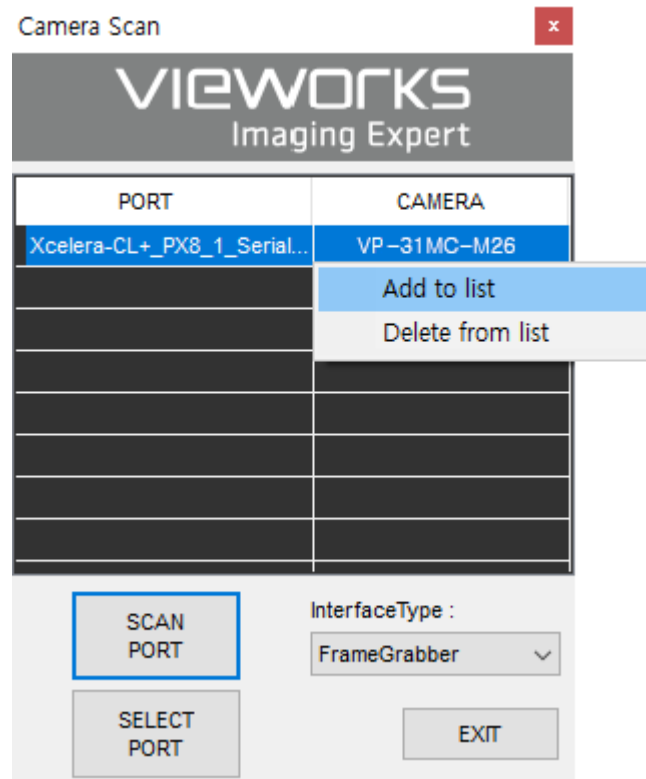 Camera Scan
x
vieworks
Imaging Expert
PORT CAMERA
Xcelera-CL+_PX8_1_Serial... VP-31MC-M26
Add to list
Delete from list
SCAN
PORT
InterfaceType :
FrameGrabber
SELECT
PORT
EXIT